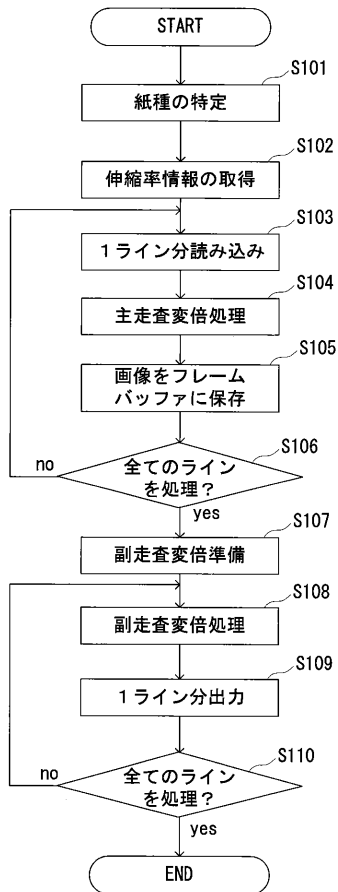 START
S101
紙種の特定
S102
伸縮率情報の取得
S103
1ライン分読み込み
S104
主走査変倍処理
S105
画像をフレーム
バッファに保存
S106
全てのライン
を処理?
no
yes
S107
副走査変倍準備
S108
副走査変倍処理
S109
1ライン分出力
S110
全てのライン
を処理?
no
yes
END